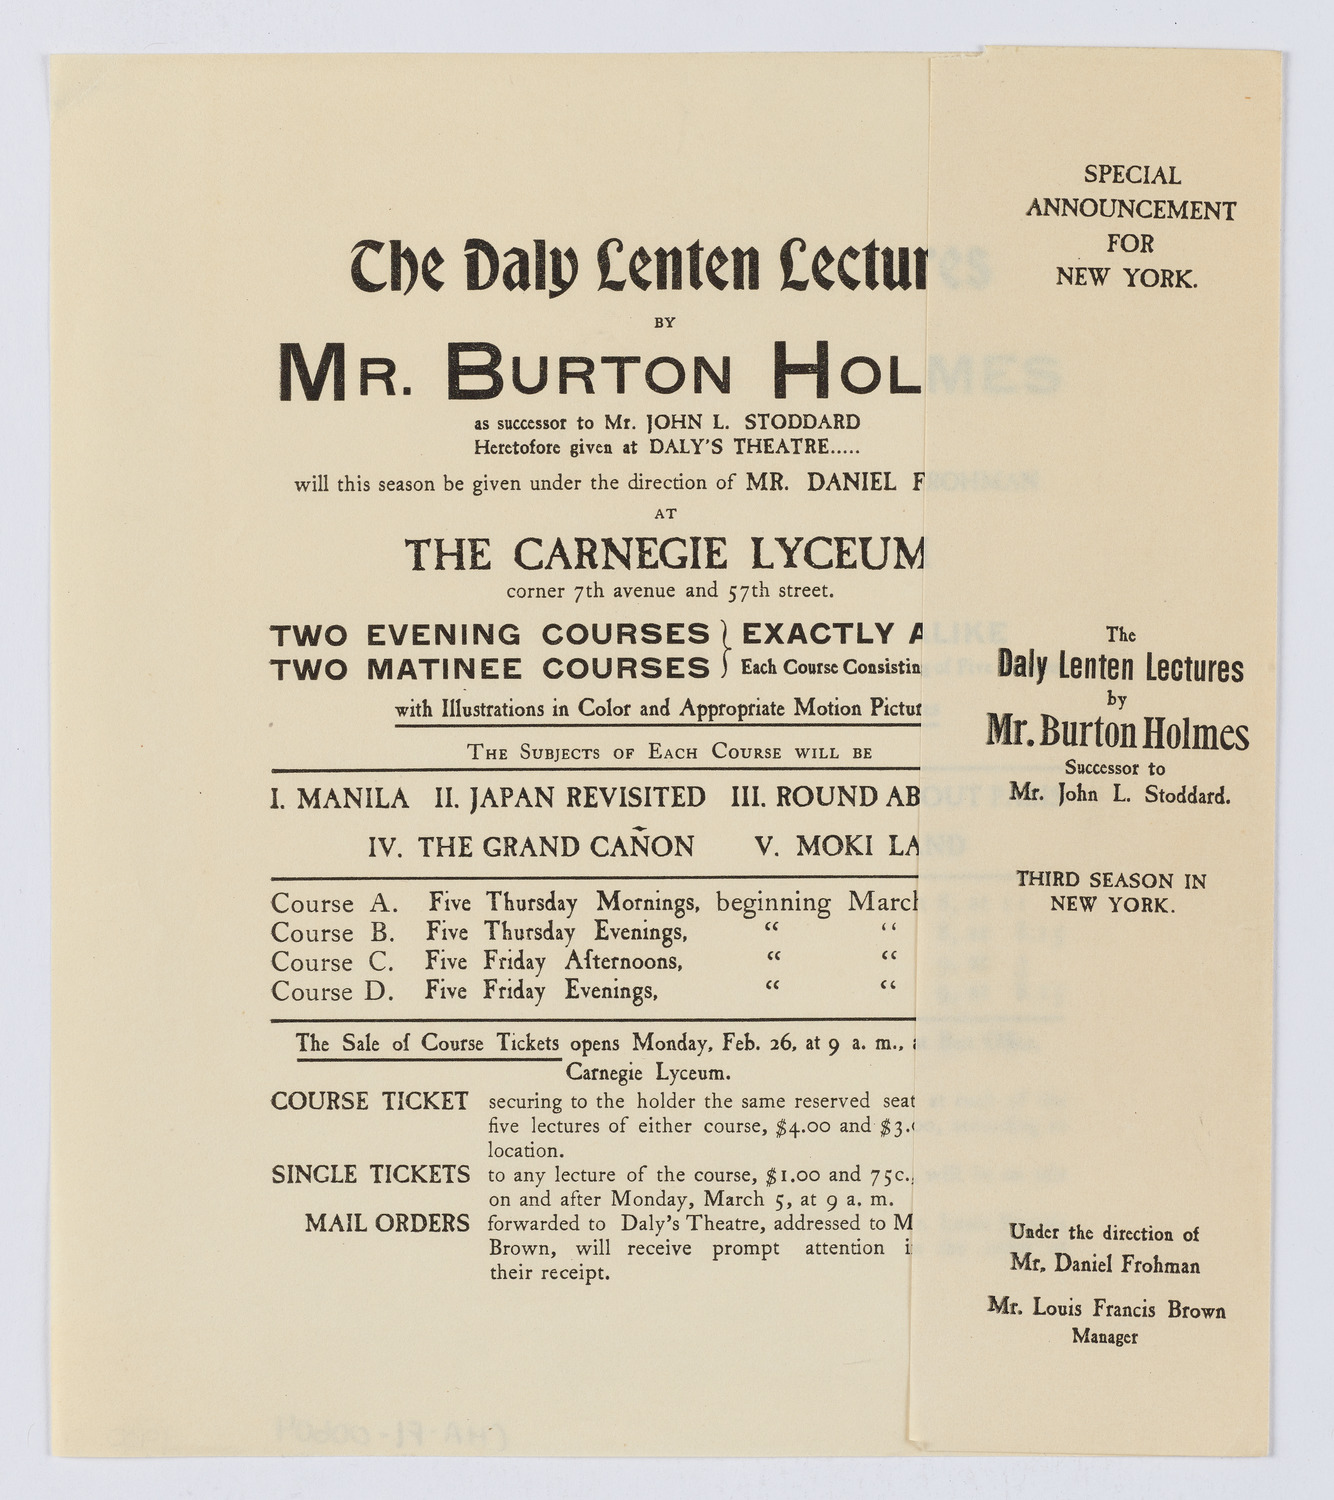 The Daly Lenten Lectur
BY
MR. BURTON HOL
as successor to Mr. JOHN L. STODDARD
Heretofore given at DALY'S THEATRE.....
will this season be given under the direction of MR. DANIEL F
AT
THE CARNEGIE LYCEUM
corner 7th avenue and 57th street.
TWO EVENING COURSES } EXACTLY A
TWO MATINEE COURSES } Each Course Consistin
with Illustrations in Color and Appropriate Motion Pictur
THE SUBJECTS OF EACH COURSE WILL BE
I. MANILA II. JAPAN REVISITED III. ROUND AB
IV. THE GRAND CAÑON V. MOKI LA
Course A. Five Thursday Mornings, beginning March
Course B. Five Thursday Evenings, “ “
Course C. Five Friday Afternoons, “ “
Course D. Five Friday Evenings, “ “
The Sale of Course Tickets opens Monday, Feb. 26, at 9 a. m.,
Carnegie Lyceum.
COURSE TICKET securing to the holder the same reserved seat
five lectures of either course, $4.00 and $3.
location.
SINGLE TICKETS to any lecture of the course, $1.00 and 75c.,
on and after Monday, March 5, at 9 a. m.
MAIL ORDERS forwarded to Daly's Theatre, addressed to M
Brown, will receive prompt attention i
their receipt.
SPECIAL
ANNOUNCEMENT
FOR
NEW YORK.
The
Daly Lenten Lectures
by
Mr. Burton Holmes
Successor to
Mr. John L. Stoddard.
THIRD SEASON IN
NEW YORK.
Under the direction of
Mr. Daniel Frohman
Mr. Louis Francis Brown
Manager